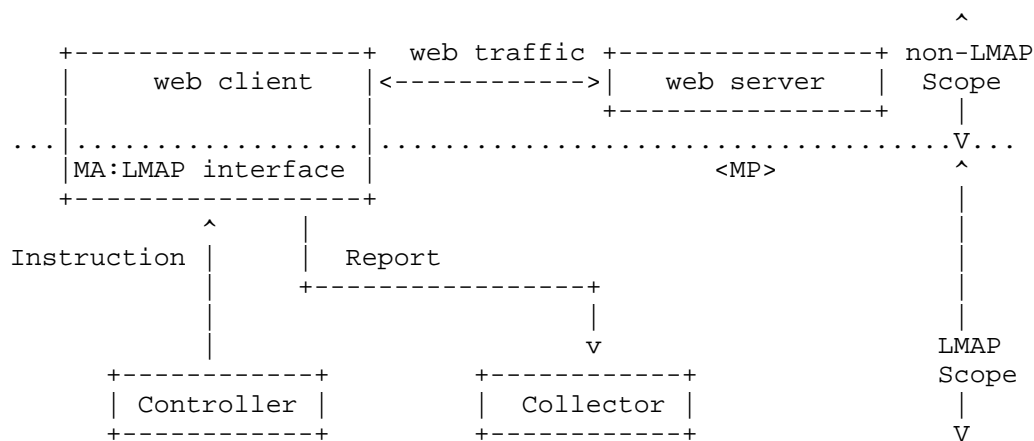 ^
   +------------------+  web traffic +----------------+ non-LMAP
   |     web client   |<------------>|   web server   |  Scope
   |                  |              +----------------+    |
...|..................|....................................V...
   |MA:LMAP interface |                     <MP>           ^
   +------------------+                                    |
            ^     |                                        |
Instruction |     |  Report                                |
            |     +-----------------+                      |
            |                       |                      |
            |                       v                     LMAP
      +------------+         +------------+               Scope
      | Controller |         |  Collector |                |
      +------------+         +------------+                V